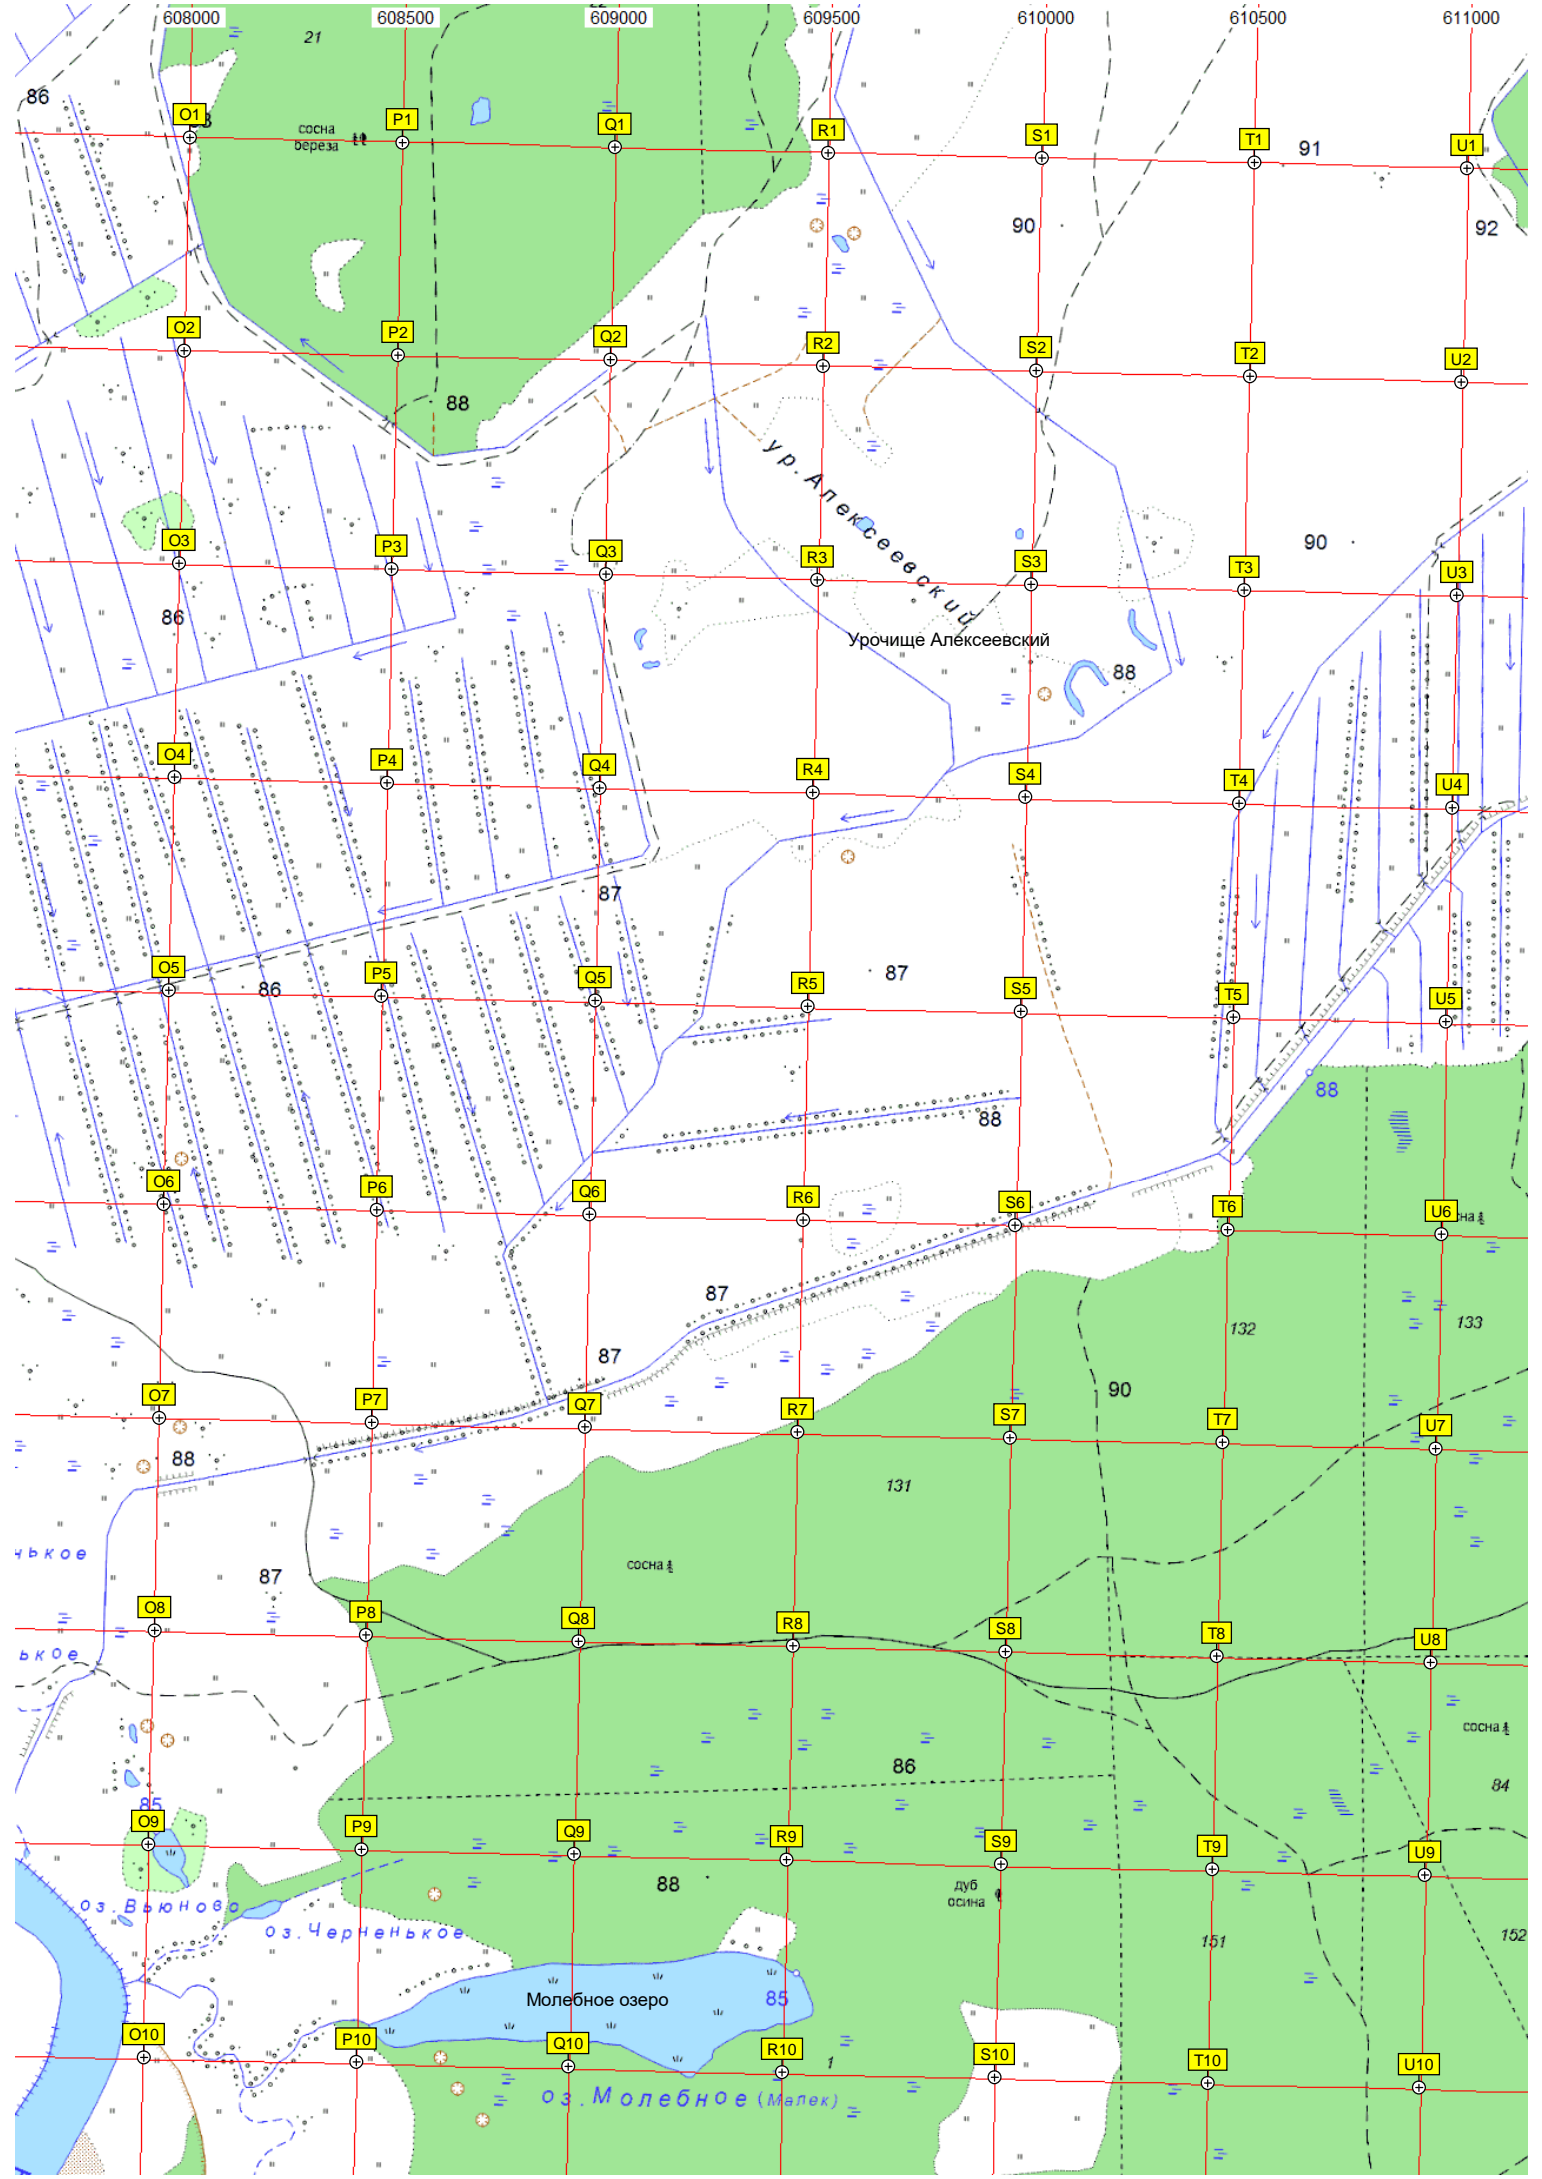 608000 608500 609000 609500 610000 610500 611000
21
86
O1 P1 Q1 R1 S1 T1 U1
сосна
береза
91
90
92
O2 P2 Q2 R2 S2 T2 U2
88
ур. Алексеевский
90
O3 P3 Q3 R3 S3 T3 U3
86
Урочище Алексеевский
88
O4 P4 Q4 R4 S4 T4 U4
87
87
O5 P5 Q5 R5 S5 T5 U5
86
88
88
O6 P6 Q6 R6 S6 T6 U6
87
132
133
87
90
O7 P7 Q7 R7 S7 T7 U7
88
131
сосна
87
O8 P8 Q8 R8 S8 T8 U8
ькое
сосна
86
84
85
O9 P9 Q9 R9 S9 T9 U9
88
дуб
осина
оз. Вьюново
оз. Черненькое
151
152
Молебное озеро
85
O10 P10 Q10 R10 S10 T10 U10
1
оз. Молебное (Малек)